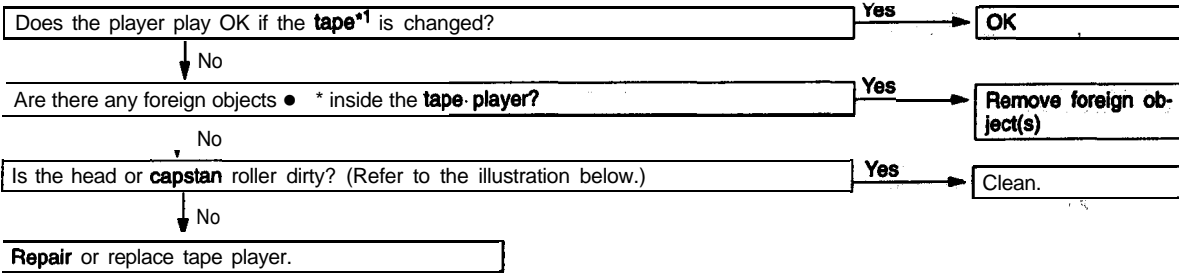 Does the player play OK if the tape*1 is changed?
Yes
OK
No
Are there any foreign objects ● * inside the tape player?
Yes
Remove foreign ob-
ject(s)
No
Is the head or capstan roller dirty? (Refer to the illustration below.)
Yes
Clean.
No
Repair or replace tape player.